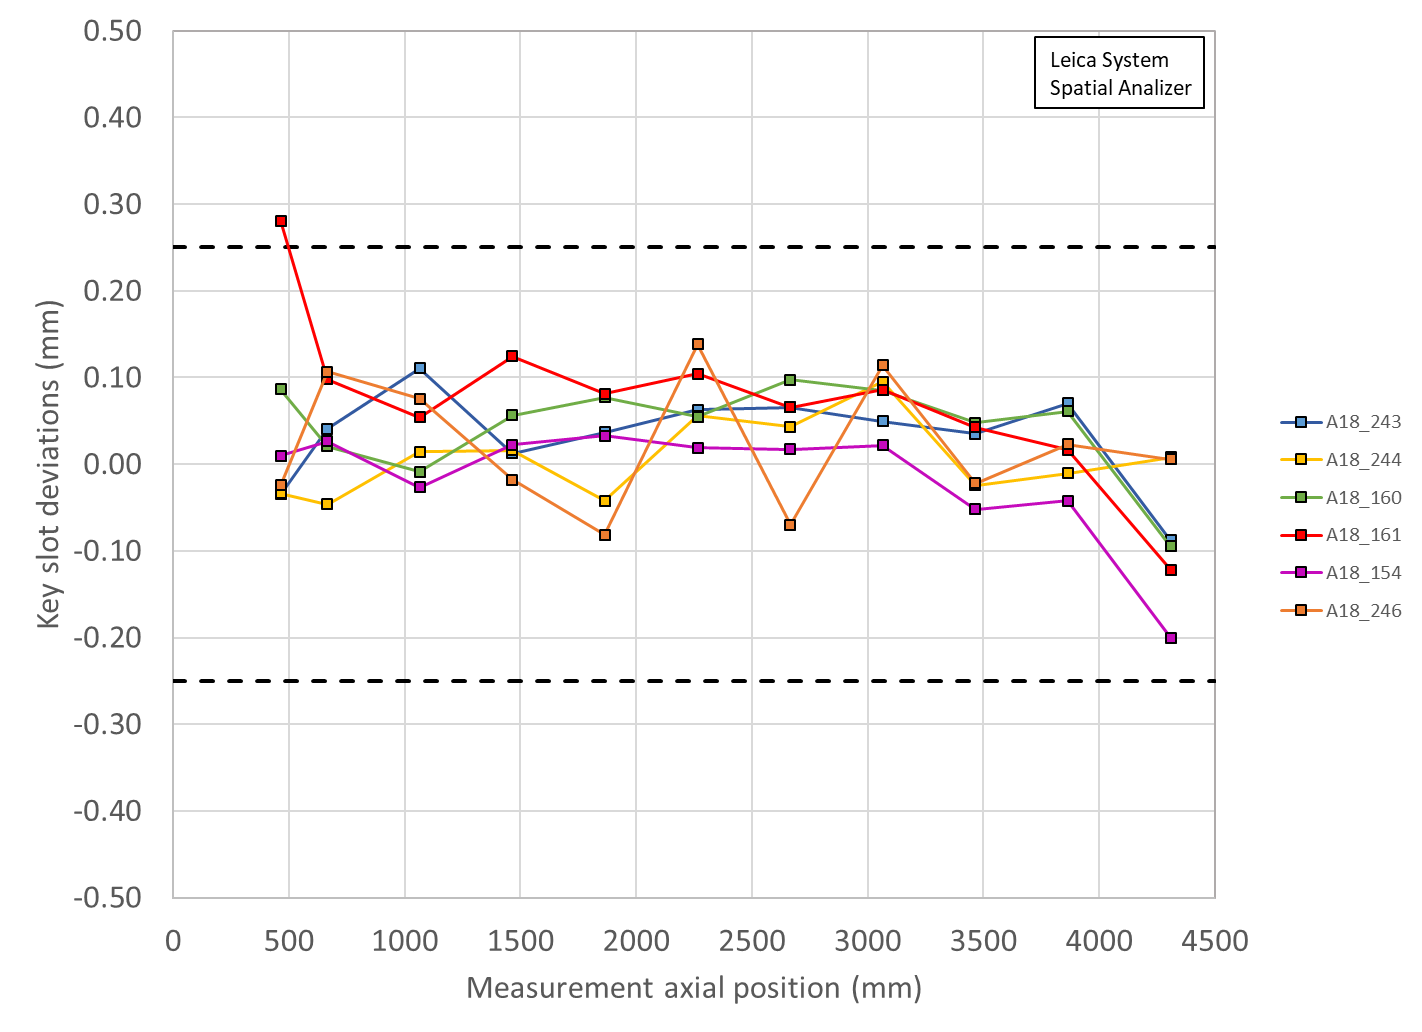 0.50
0.40
0.30
0.20
0.10
0.00
-0.10
-0.20
-0.30
-0.40
-0.50
Key slot deviations (mm)
Leica System
Spatial Analizer
0 500 1000 1500 2000 2500 3000 3500 4000 4500
Measurement axial position (mm)
A18_243
A18_244
A18_160
A18_161
A18_154
A18_246